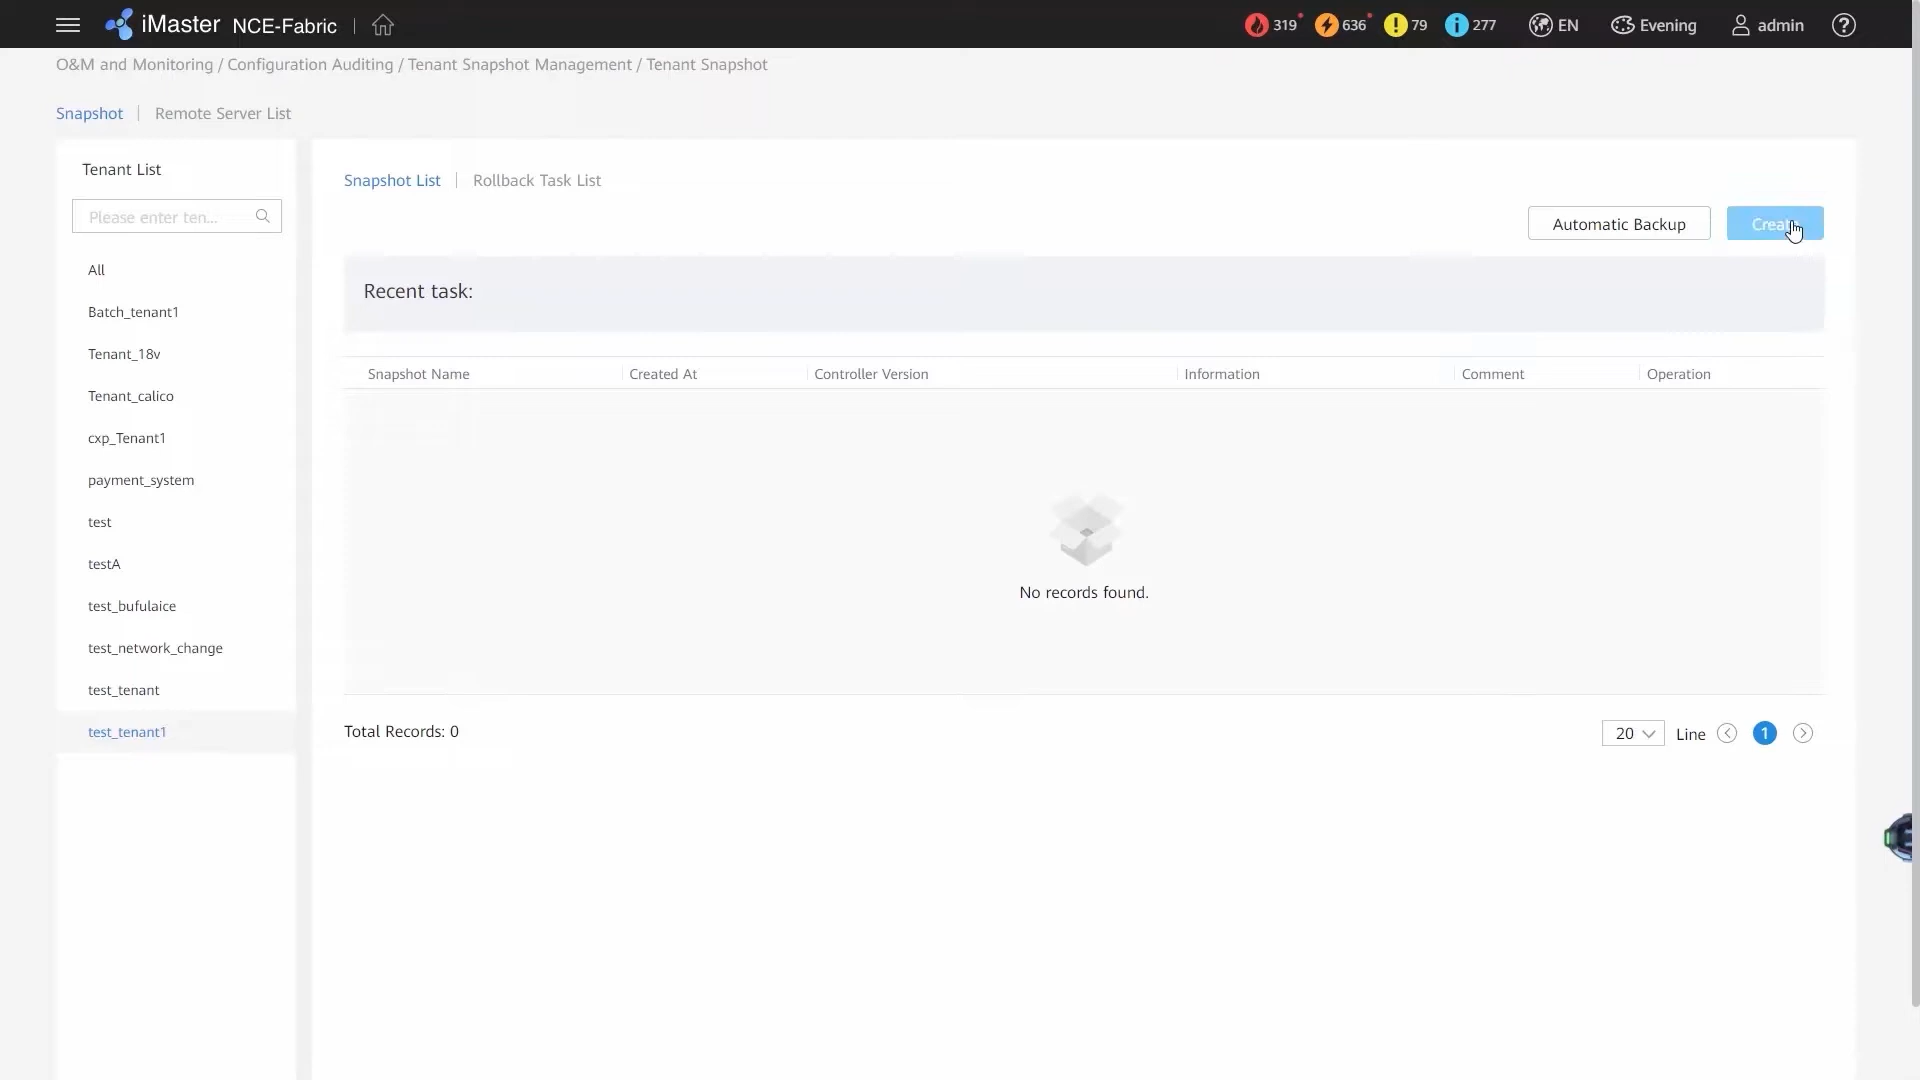 iMaster NCE-Fabric
319 636 79 277 EN Evening admin
O&M and Monitoring / Configuration Auditing / Tenant Snapshot Management / Tenant Snapshot
Snapshot Remote Server List
Tenant List
Please enter ten...
All
Batch_tenant1
Tenant_18v
Tenant_calico
cxp_Tenant1
payment_system
test
testA
test_bufulaice
test_network_change
test_tenant
test_tenant1
Snapshot List Rollback Task List
Automatic Backup Create
Recent task:
Snapshot Name Created At Controller Version Information Comment Operation
No records found.
Total Records: 0
20 Line 1